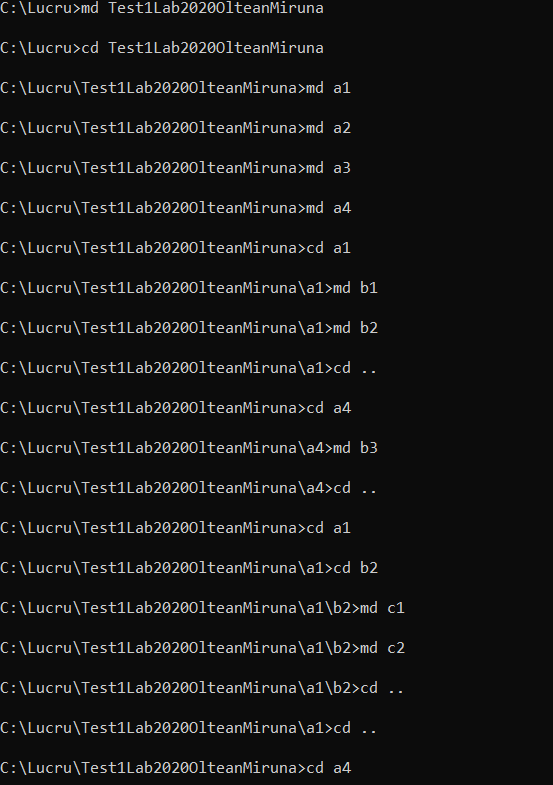 C:\Lucru>md Test1Lab2020OlteanMiruna
C:\Lucru>cd Test1Lab2020OlteanMiruna
C:\Lucru\Test1Lab2020OlteanMiruna>md a1
C:\Lucru\Test1Lab2020OlteanMiruna>md a2
C:\Lucru\Test1Lab2020OlteanMiruna>md a3
C:\Lucru\Test1Lab2020OlteanMiruna>md a4
C:\Lucru\Test1Lab2020OlteanMiruna>cd a1
C:\Lucru\Test1Lab2020OlteanMiruna\a1>md b1
C:\Lucru\Test1Lab2020OlteanMiruna\a1>md b2
C:\Lucru\Test1Lab2020OlteanMiruna\a1>cd ..
C:\Lucru\Test1Lab2020OlteanMiruna>cd a4
C:\Lucru\Test1Lab2020OlteanMiruna\a4>md b3
C:\Lucru\Test1Lab2020OlteanMiruna\a4>cd ..
C:\Lucru\Test1Lab2020OlteanMiruna>cd a1
C:\Lucru\Test1Lab2020OlteanMiruna\a1>cd b2
C:\Lucru\Test1Lab2020OlteanMiruna\a1\b2>md c1
C:\Lucru\Test1Lab2020OlteanMiruna\a1\b2>md c2
C:\Lucru\Test1Lab2020OlteanMiruna\a1\b2>cd ..
C:\Lucru\Test1Lab2020OlteanMiruna\a1>cd ..
C:\Lucru\Test1Lab2020OlteanMiruna>cd a4